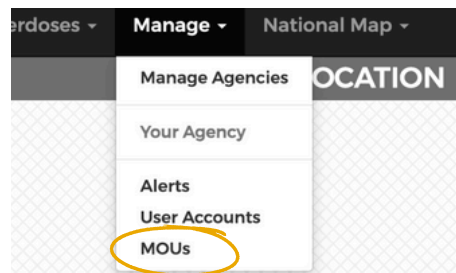 erdoses Manage National Map
Manage Agencies
OCATION
Your Agency
Alerts
User Accounts
MOUs